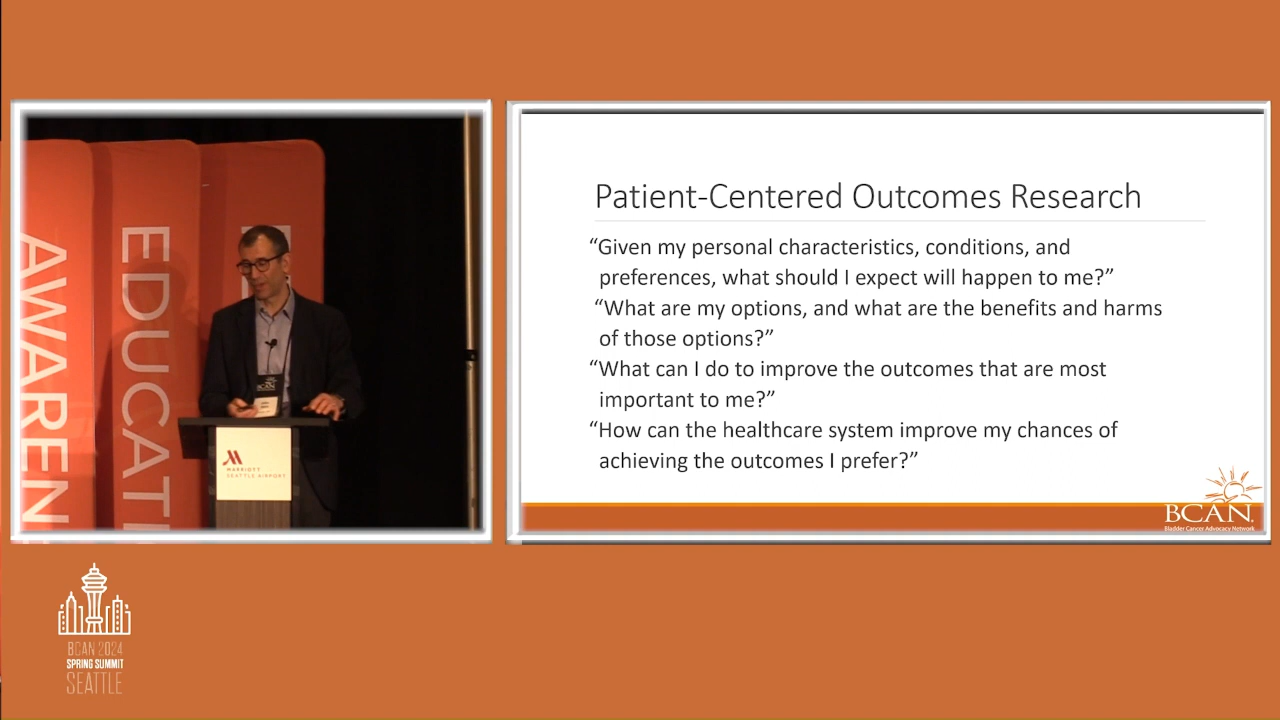 AWAREN
EDUCATI
BCAN
MARRIOTT
SEATTLE AIRPORT
Patient-Centered Outcomes Research
“Given my personal characteristics, conditions, and
preferences, what should I expect will happen to me?”
“What are my options, and what are the benefits and harms
of those options?”
“What can I do to improve the outcomes that are most
important to me?”
“How can the healthcare system improve my chances of
achieving the outcomes I prefer?”
BCAN
Bladder Cancer Advocacy Network
BCAN 2024
SPRING SUMMIT
SEATTLE